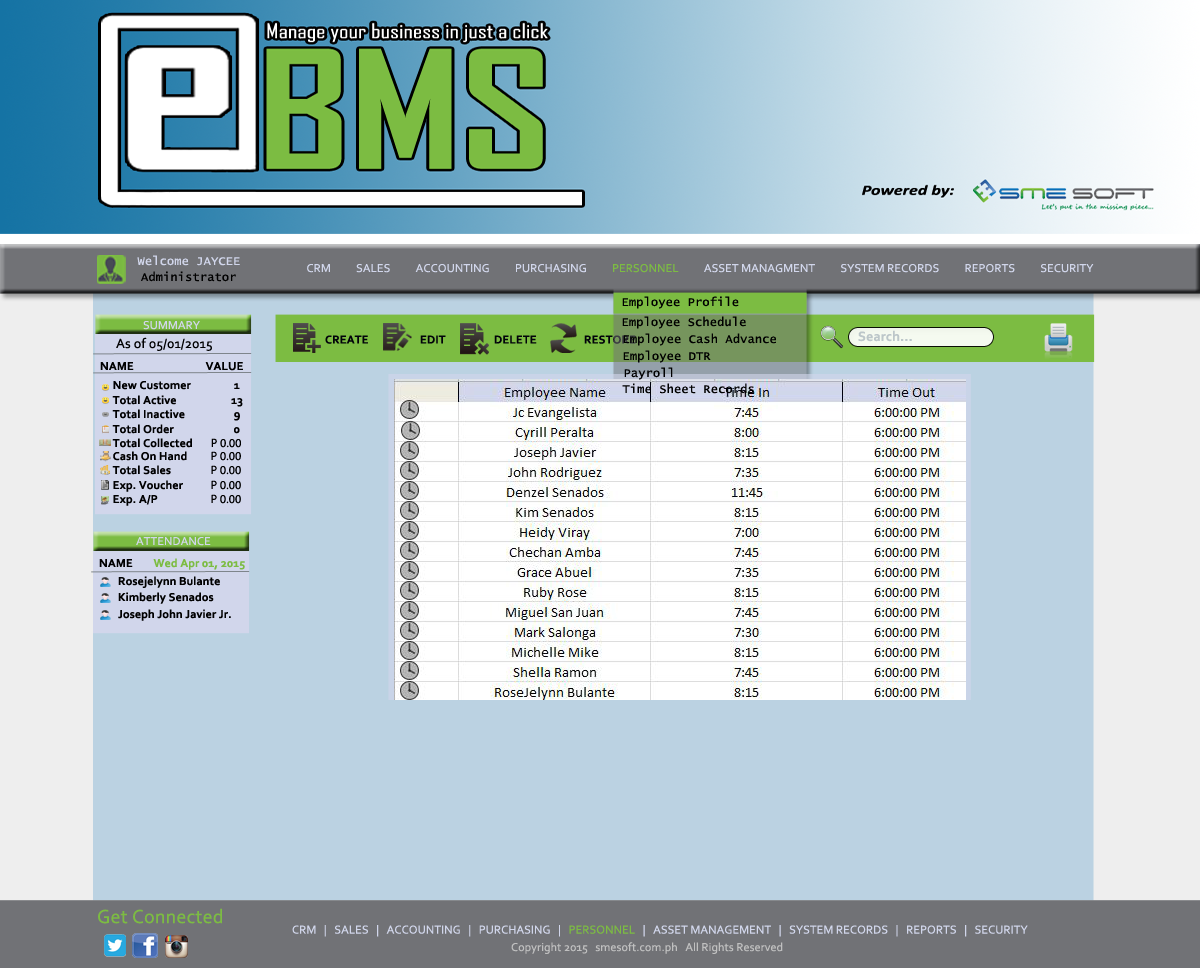 Manage your business in just a click
eBMS
Powered by: SME SOFT
Let's put in the missing piece...
Welcome JAYCEE
Administrator
CRM SALES ACCOUNTING PURCHASING PERSONNEL ASSET MANAGMENT SYSTEM RECORDS REPORTS SECURITY
Employee Profile
Employee Schedule
Employee Cash Advance
Employee DTR
Payroll
Time Sheet Records
SUMMARY
As of 05/01/2015
NAME VALUE
New Customer 1
Total Active 13
Total Inactive 9
Total Order 0
Total Collected P 0.00
Cash On Hand P 0.00
Total Sales P 0.00
Exp. Voucher P 0.00
Exp. A/P P 0.00
ATTENDANCE
NAME Wed Apr 01, 2015
Rosejelynn Bulante
Kimberly Senados
Joseph John Javier Jr.
CREATE EDIT DELETE RESTORE Search...
Employee Name Time In Time Out
Jc Evangelista 7:45 6:00:00 PM
Cyrill Peralta 8:00 6:00:00 PM
Joseph Javier 8:15 6:00:00 PM
John Rodriguez 7:35 6:00:00 PM
Denzel Senados 11:45 6:00:00 PM
Kim Senados 8:15 6:00:00 PM
Heidy Viray 7:00 6:00:00 PM
Chechan Amba 7:45 6:00:00 PM
Grace Abuel 7:35 6:00:00 PM
Ruby Rose 8:15 6:00:00 PM
Miguel San Juan 7:45 6:00:00 PM
Mark Salonga 7:30 6:00:00 PM
Michelle Mike 8:15 6:00:00 PM
Shella Ramon 7:45 6:00:00 PM
RoseJelynn Bulante 8:15 6:00:00 PM
Get Connected
CRM | SALES | ACCOUNTING | PURCHASING | PERSONNEL | ASSET MANAGEMENT | SYSTEM RECORDS | REPORTS | SECURITY
Copyright 2015 smesoft.com.ph All Rights Reserved